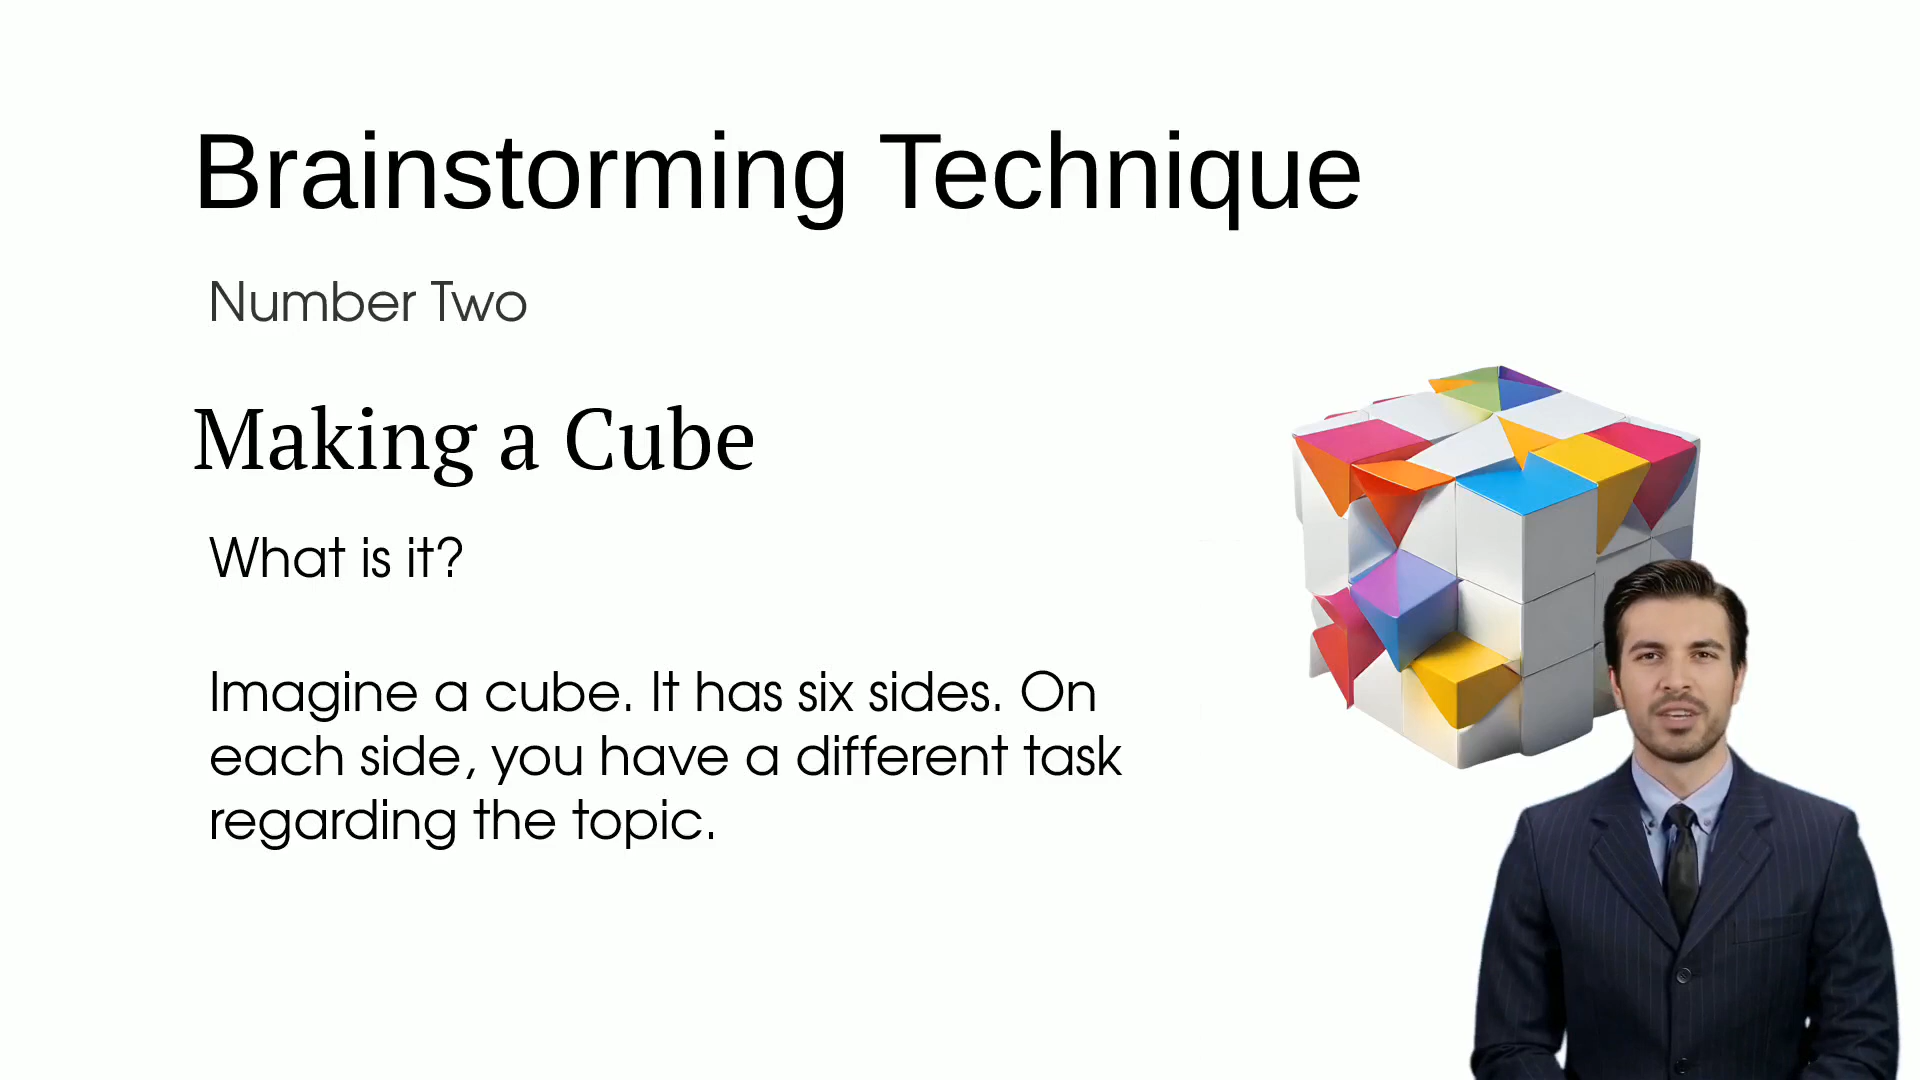 Brainstorming Technique
Number Two
Making a Cube
What is it?
Imagine a cube. It has six sides. On
each side, you have a different task
regarding the topic.